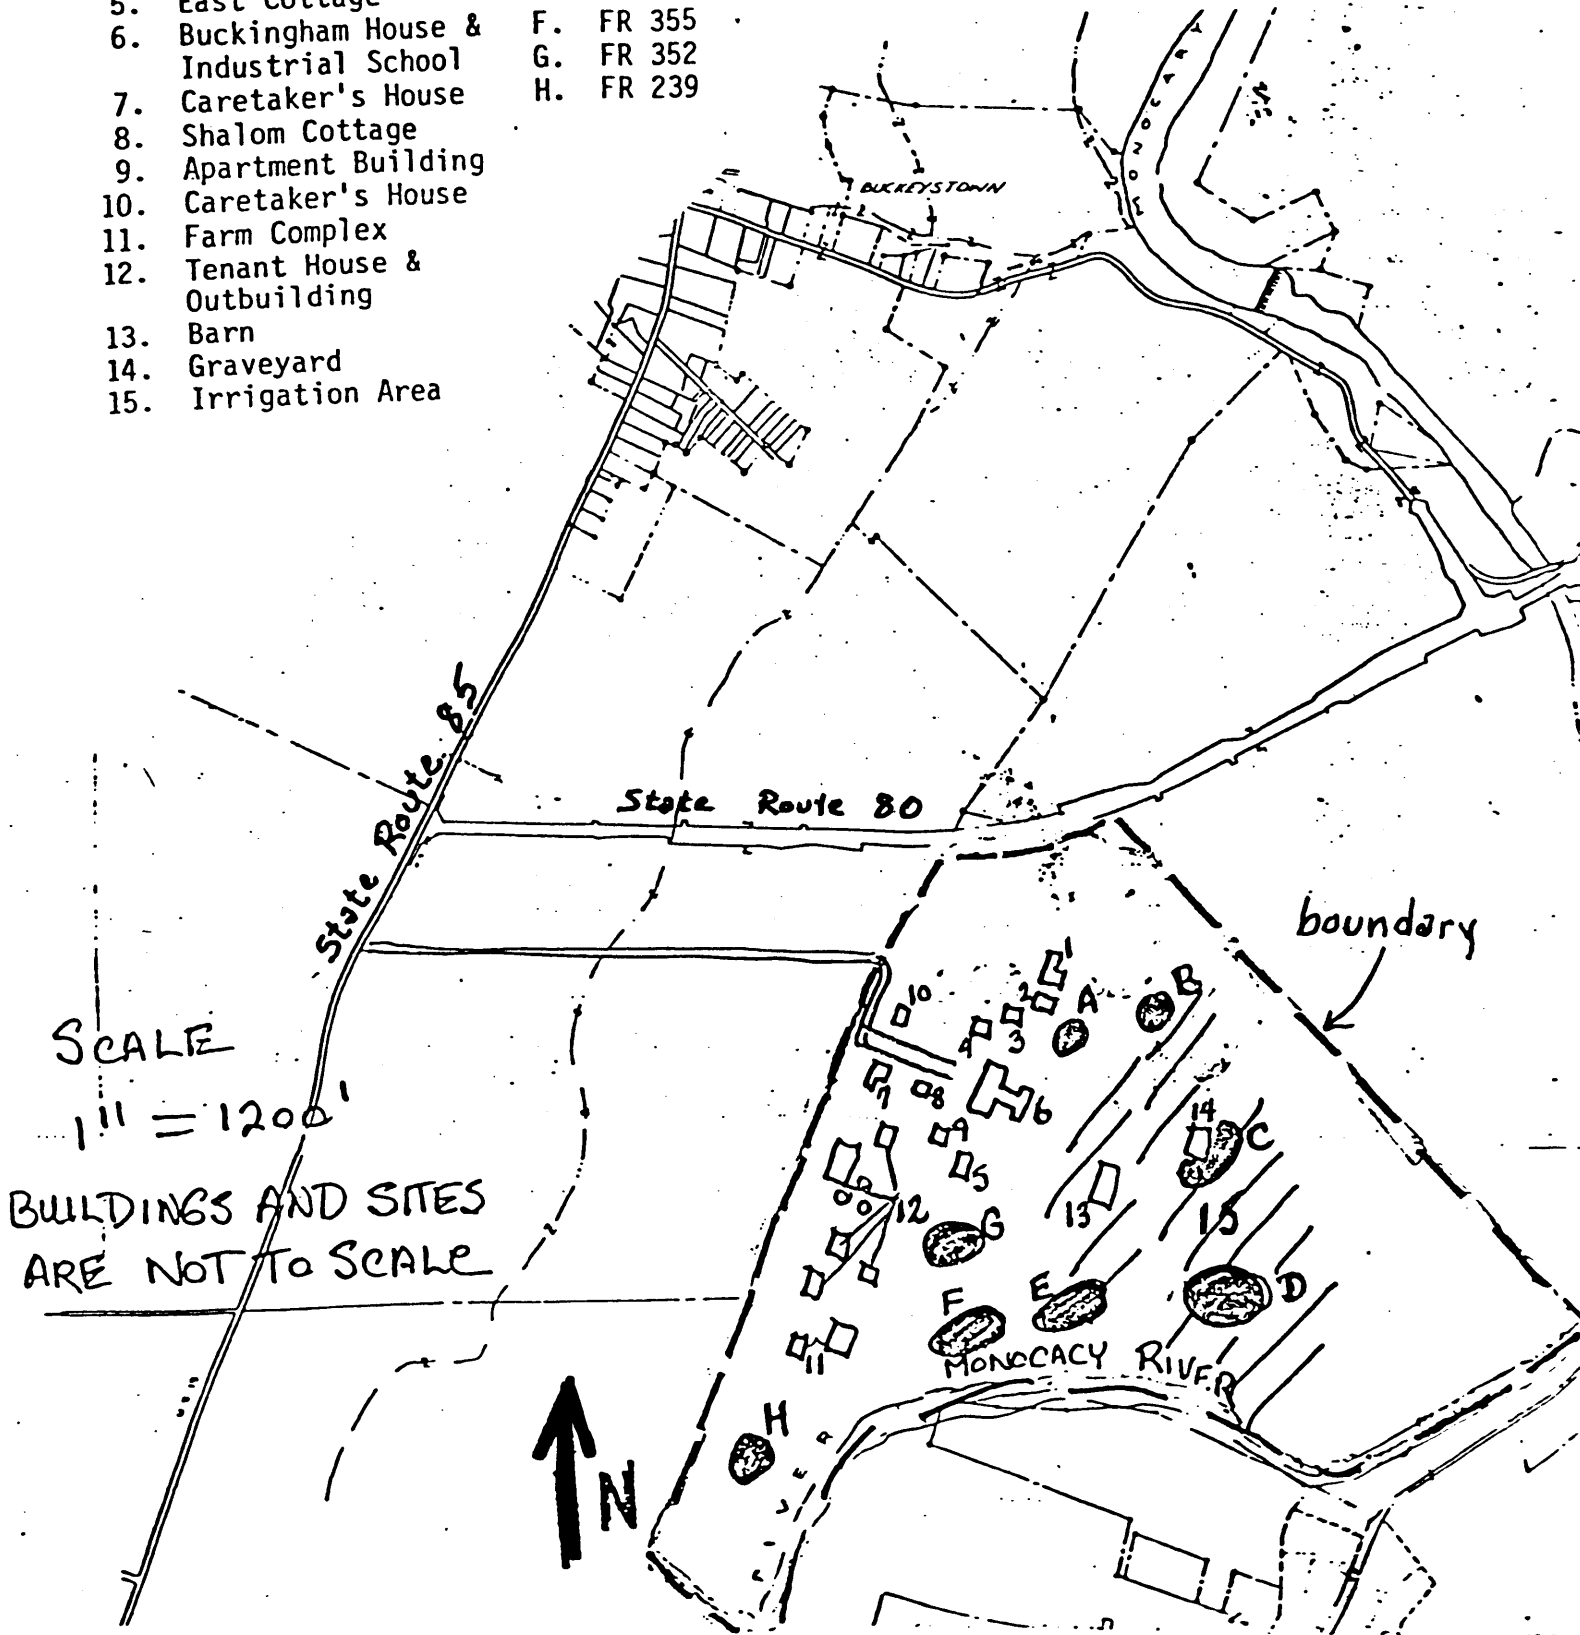 5. East Cottage
6. Buckingham House & Industrial School
7. Caretaker's House
8. Shalom Cottage
9. Apartment Building
10. Caretaker's House
11. Farm Complex
12. Tenant House & Outbuilding
13. Barn
14. Graveyard
15. Irrigation Area
F. FR 355
G. FR 352
H. FR 239
MONOCACY
BUCKEYSTOWN
State Route 85
State Route 80
boundary
SCALE
1" = 1200'
BUILDINGS AND SITES
ARE NOT TO SCALE
1
2
3
4
10
A
B
7
8
6
9
5
14
C
12
G
13
15
E
F
D
11
MONOCACY RIVER
H
RIVER
N